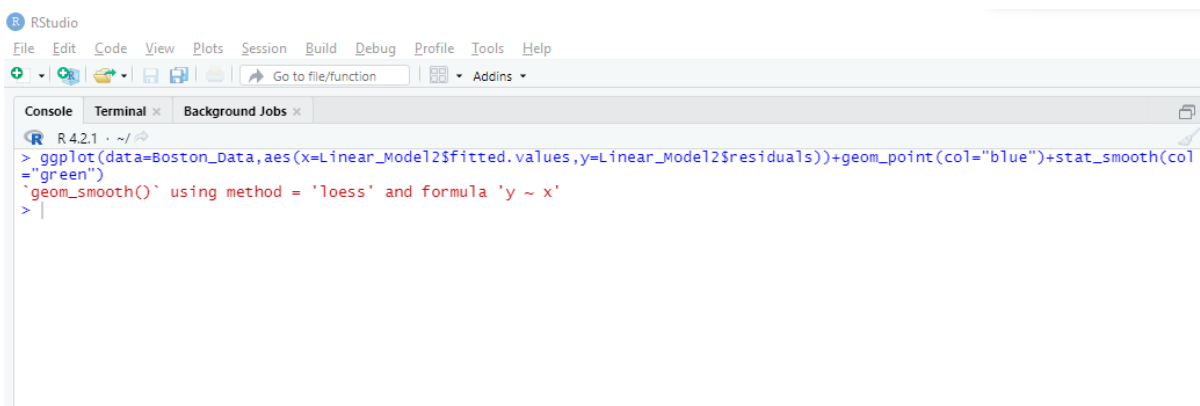 R RStudio
File Edit Code View Plots Session Build Debug Profile Tools Help
R Go to file/function Addins
Console Terminal × Background Jobs ×
R R 4.2.1 · ~/
> ggplot(data=Boston_Data,aes(x=Linear_Model2$fitted.values,y=Linear_Model2$residuals))+geom_point(col="blue")+stat_smooth(col
="green")
`geom_smooth()` using method = 'loess' and formula 'y ~ x'
>